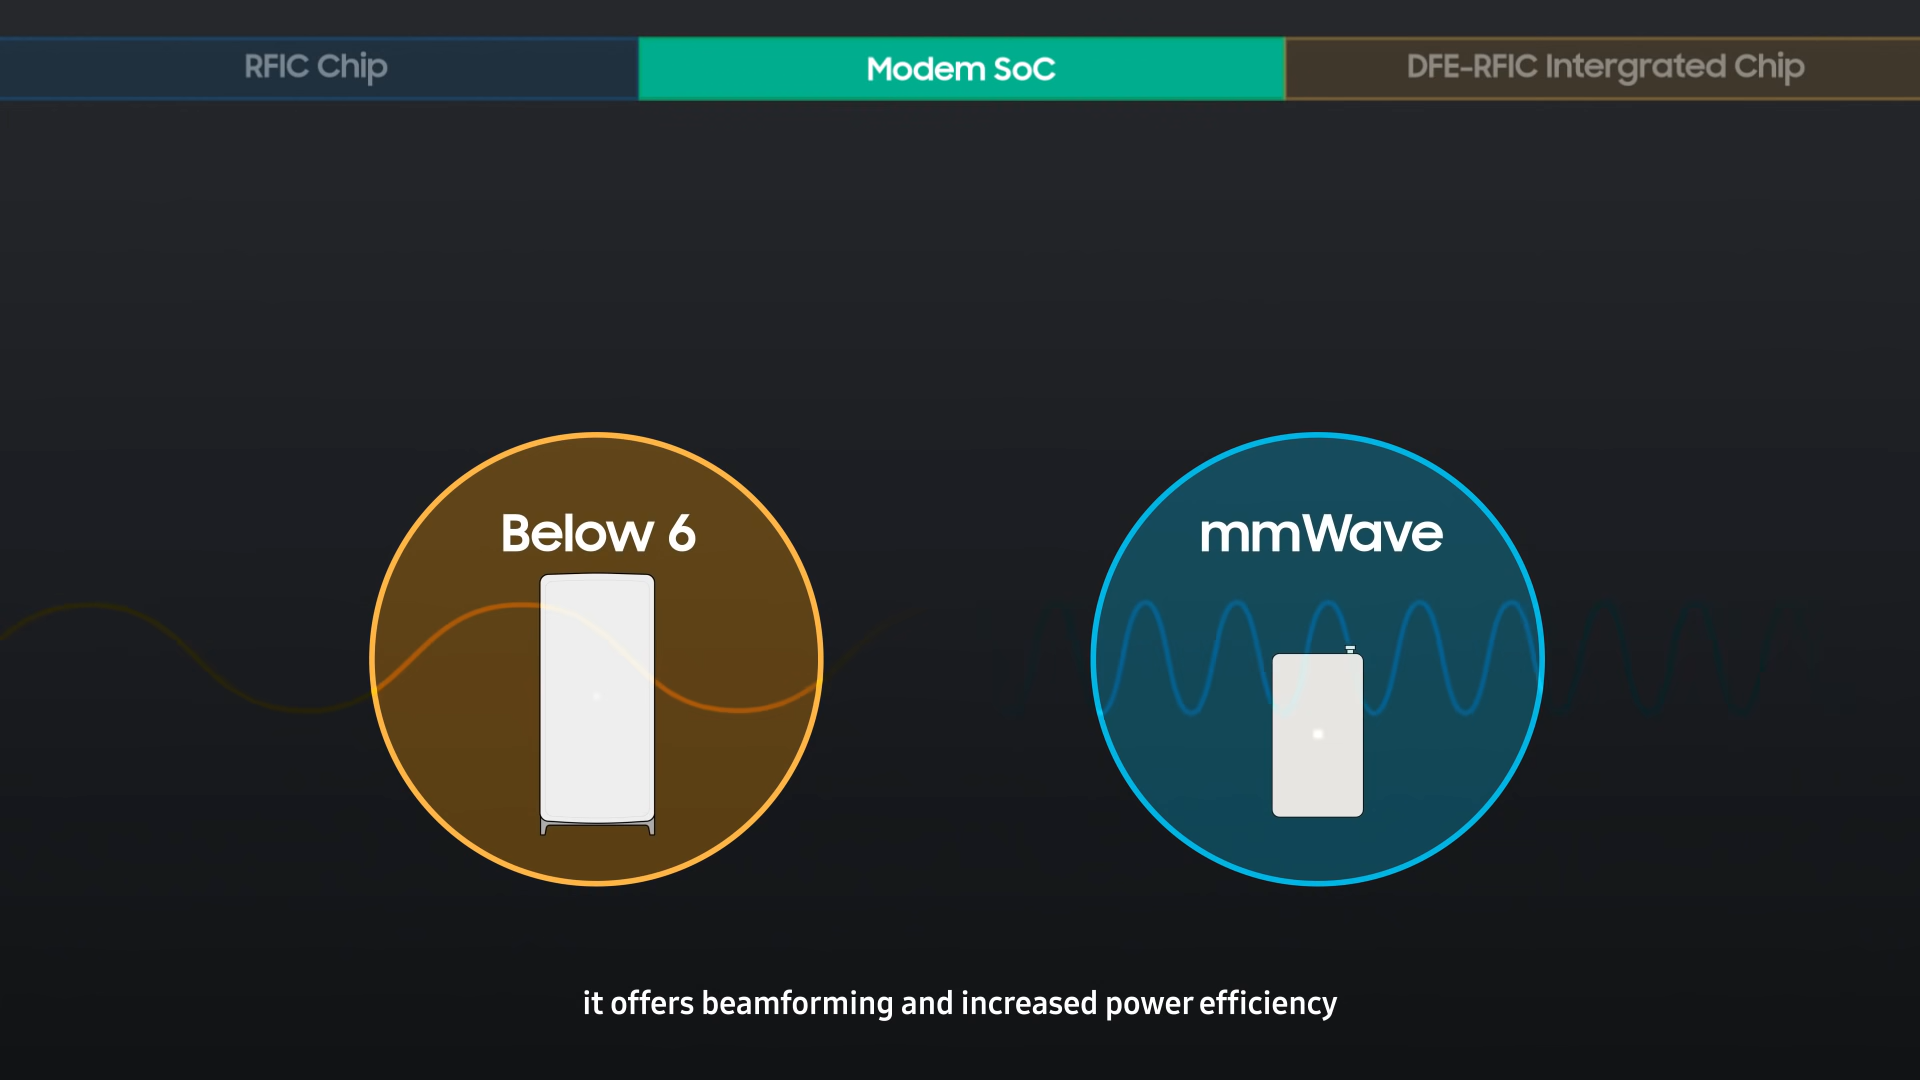 RFIC Chip
Modem SoC
DFE-RFIC Intergrated Chip
Below 6
mmWave
it offers beamforming and increased power efficiency